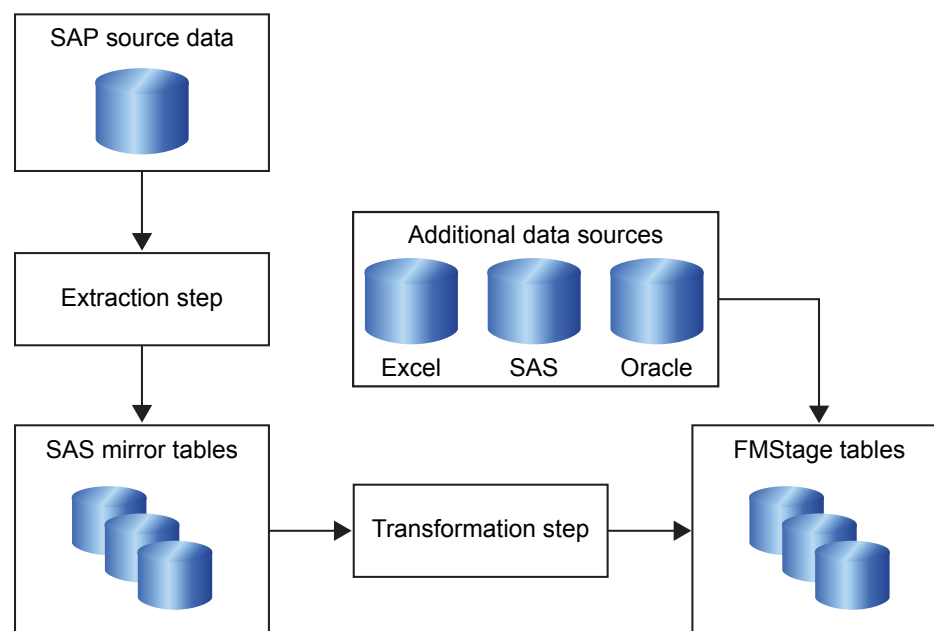 SAP source data
Extraction step
Additional data sources
Excel
SAS
Oracle
SAS mirror tables
Transformation step
FMStage tables